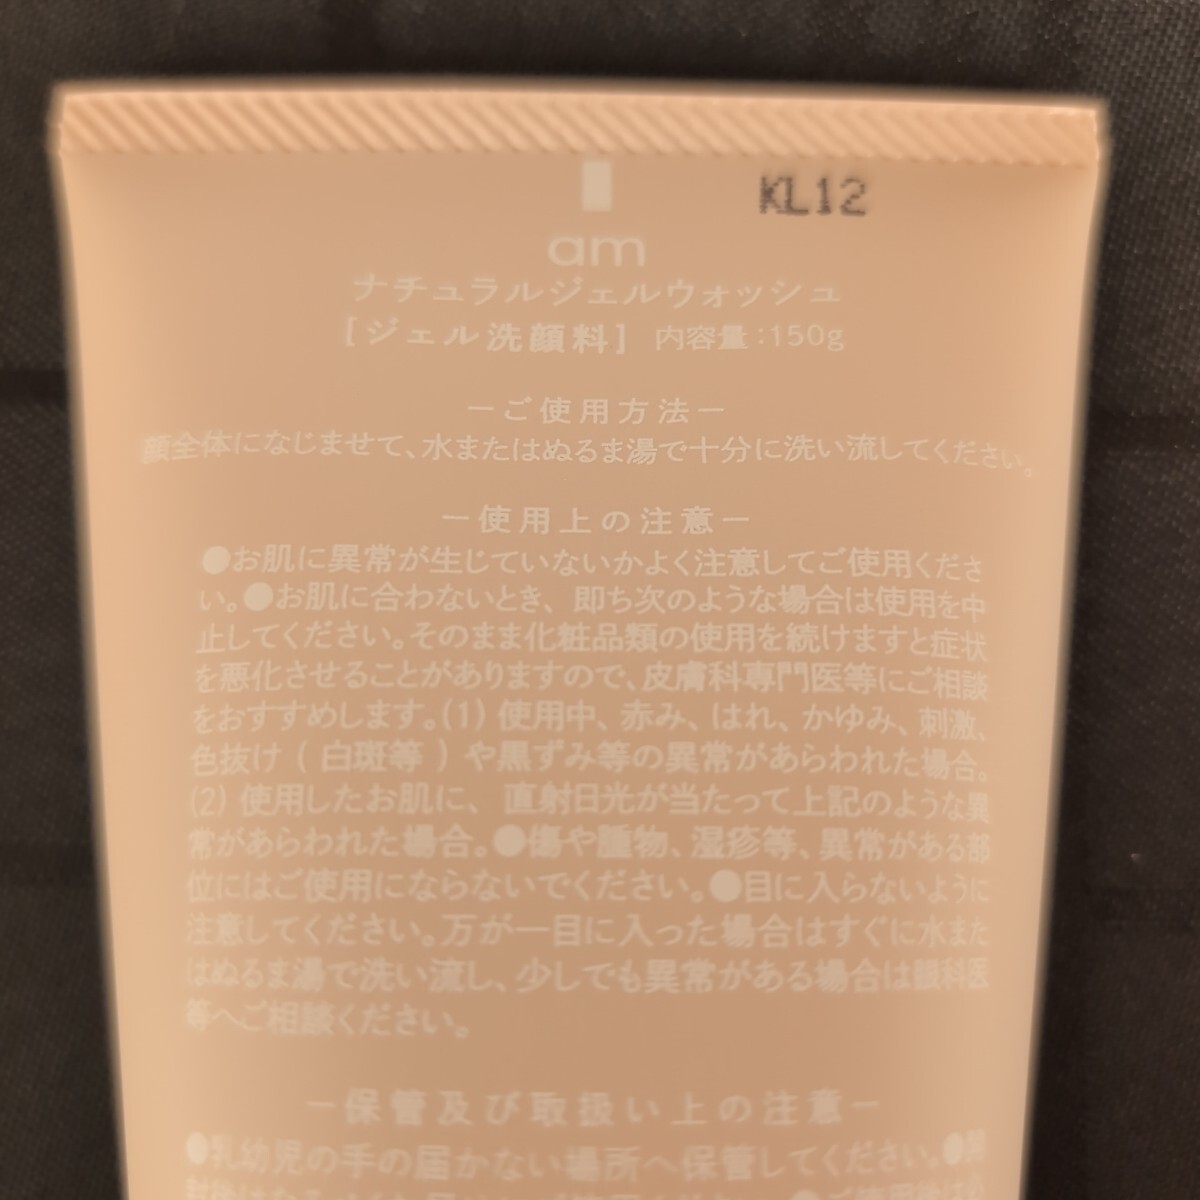 KL12
am
ナチュラルジェルウォッシュ
[ジェル洗顔料] 内容量:150g
ーご使用方法ー
顔全体になじませて、水またはぬるま湯で十分に洗い流してください。
ー使用上の注意ー
●お肌に異常が生じていないかよく注意してご使用くださ
い。●お肌に合わないとき、即ち次のような場合は使用を中
止してください。そのまま化粧品類の使用を続けますと症状
を悪化させることがありますので、皮膚科専門医等にご相談
をおすすめします。(1) 使用中、赤み、はれ、かゆみ、刺激、
色抜け ( 白斑等 ) や黒ずみ等の異常があらわれた場合。
(2) 使用したお肌に、直射日光が当たって上記のような異
常があらわれた場合。●傷や腫物、湿疹等、異常がある部
位にはご使用にならないでください。●目に入らないように
注意してください。万が一目に入った場合はすぐに水また
はぬるま湯で洗い流し、少しでも異常がある場合は眼科医
等へご相談ください。
ー保管及び取扱い上の注意ー
●乳幼児の手の届かない場所へ保管してください。●